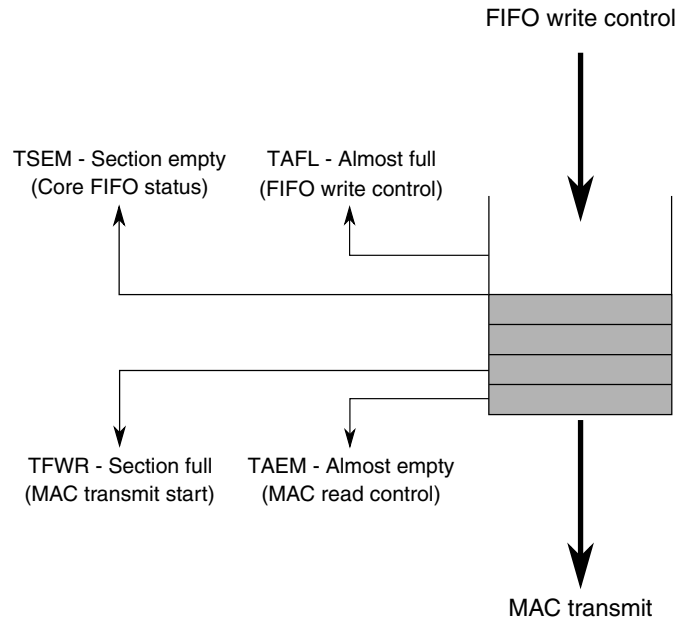 FIFO write control
TSEM - Section empty
(Core FIFO status)
TAFL - Almost full
(FIFO write control)
TFWR - Section full
(MAC transmit start)
TAEM - Almost empty
(MAC read control)
MAC transmit